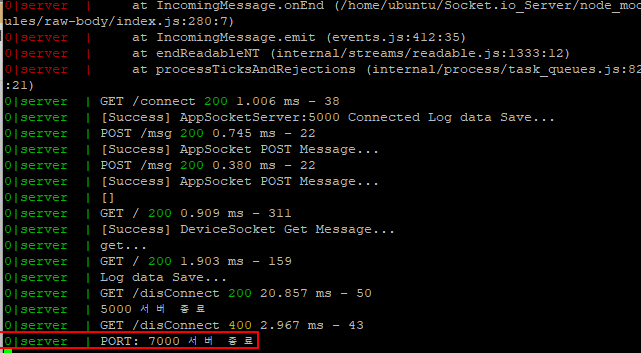 0|server  |     at IncomingMessage.onEnd (/home/ubuntu/Socket.io_Server/node_mod
ules/raw-body/index.js:280:7)
0|server  |     at IncomingMessage.emit (events.js:412:35)
0|server  |     at endReadableNT (internal/streams/readable.js:1333:12)
0|server  |     at processTicksAndRejections (internal/process/task_queues.js:82
:21)
0|server  | GET /connect 200 1.006 ms - 38
0|server  | [Success] AppSocketServer:5000 Connected Log data Save...
0|server  | POST /msg 200 0.745 ms - 22
0|server  | [Success] AppSocket POST Message...
0|server  | POST /msg 200 0.380 ms - 22
0|server  | [Success] AppSocket POST Message...
0|server  | []
0|server  | GET / 200 0.909 ms - 311
0|server  | [Success] DeviceSocket Get Message...
0|server  | get...
0|server  | GET / 200 1.903 ms - 159
0|server  | Log data Save...
0|server  | GET /disConnect 200 20.857 ms - 50
0|server  | 5000 서버 종료
0|server  | GET /disConnect 400 2.967 ms - 43
0|server  | PORT: 7000 서버 종료